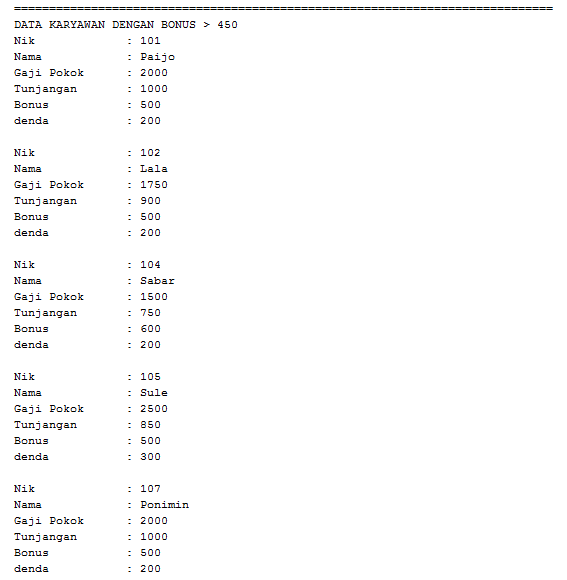 =============================================================================
DATA KARYAWAN DENGAN BONUS > 450
Nik             : 101
Nama            : Paijo
Gaji Pokok      : 2000
Tunjangan       : 1000
Bonus           : 500
denda           : 200

Nik             : 102
Nama            : Lala
Gaji Pokok      : 1750
Tunjangan       : 900
Bonus           : 500
denda           : 200

Nik             : 104
Nama            : Sabar
Gaji Pokok      : 1500
Tunjangan       : 750
Bonus           : 600
denda           : 200

Nik             : 105
Nama            : Sule
Gaji Pokok      : 2500
Tunjangan       : 850
Bonus           : 500
denda           : 300

Nik             : 107
Nama            : Ponimin
Gaji Pokok      : 2000
Tunjangan       : 1000
Bonus           : 500
denda           : 200